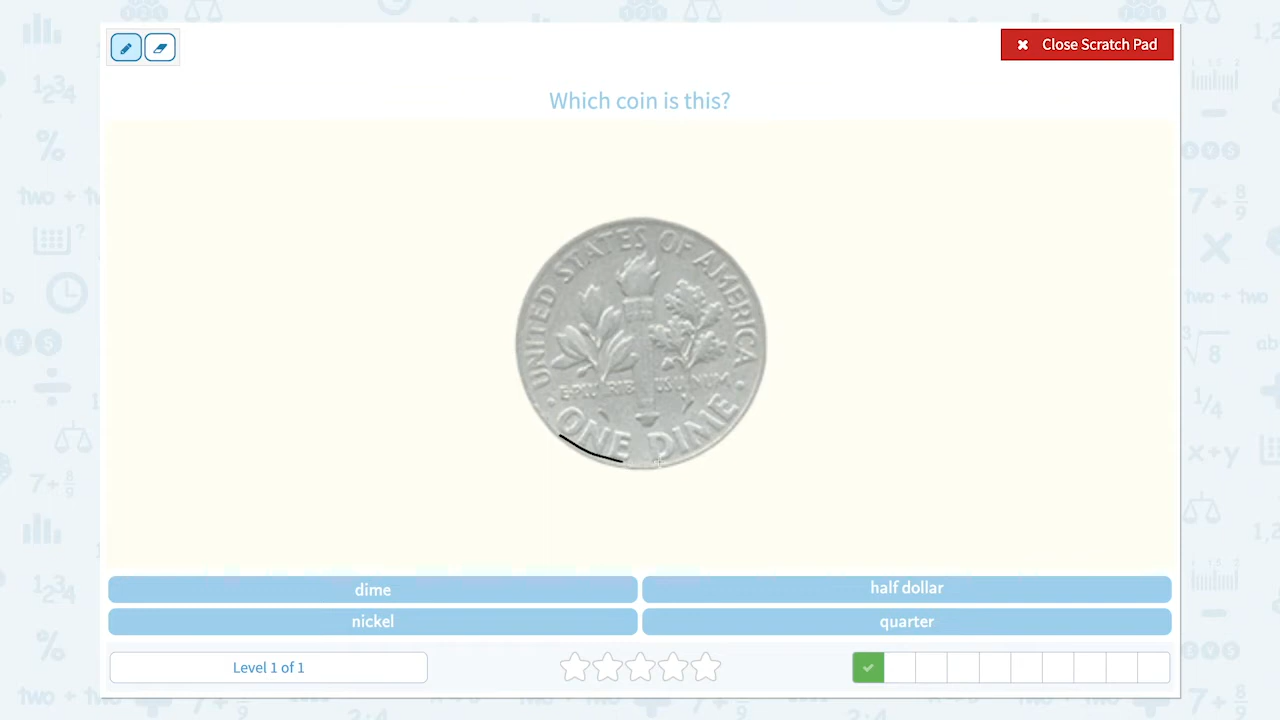 Close Scratch Pad
Which coin is this?
UNITED STATES OF AMERICA
E PLURIBUS UNUM
ONE DIME
dime
half dollar
nickel
quarter
Level 1 of 1